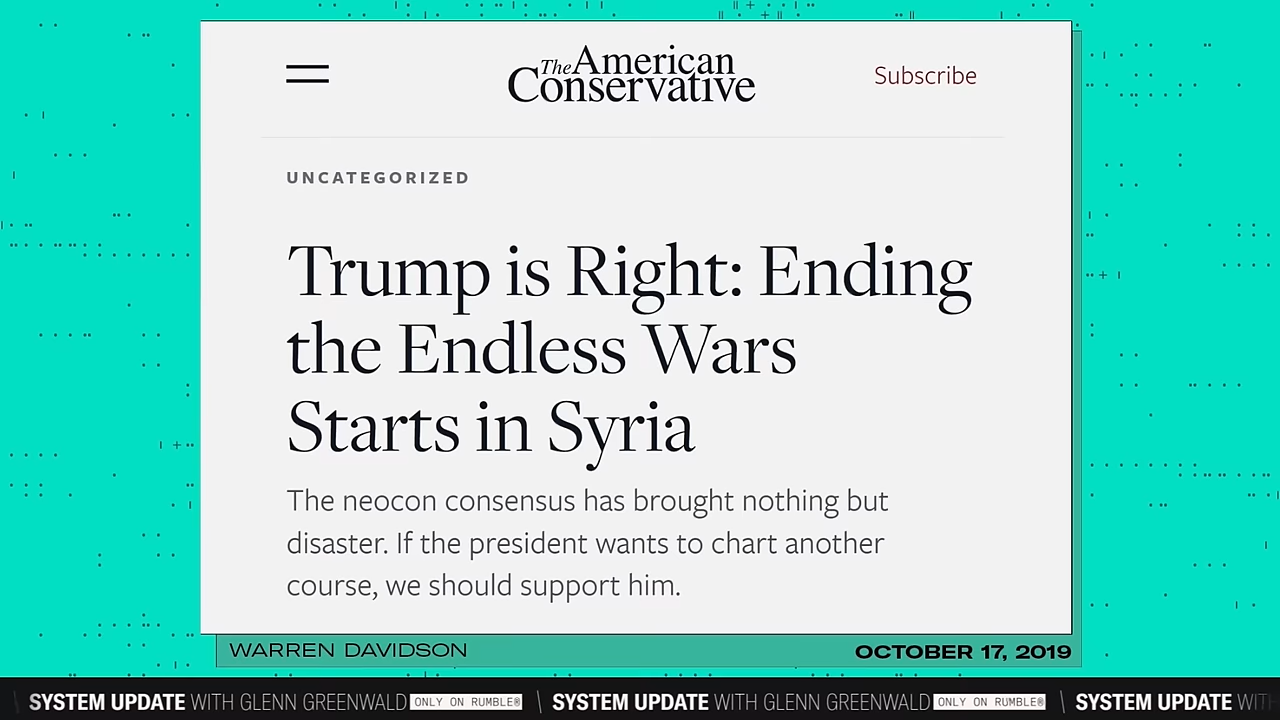 The American
Conservative
Subscribe
UNCATEGORIZED
Trump is Right: Ending
the Endless Wars
Starts in Syria
The neocon consensus has brought nothing but
disaster. If the president wants to chart another
course, we should support him.
WARREN DAVIDSON
OCTOBER 17, 2019
SYSTEM UPDATE WITH GLENN GREENWALD ONLY ON RUMBLE® SYSTEM UPDATE WITH GLENN GREENWALD ONLY ON RUMBLE® SYSTEM UPDATE WITH